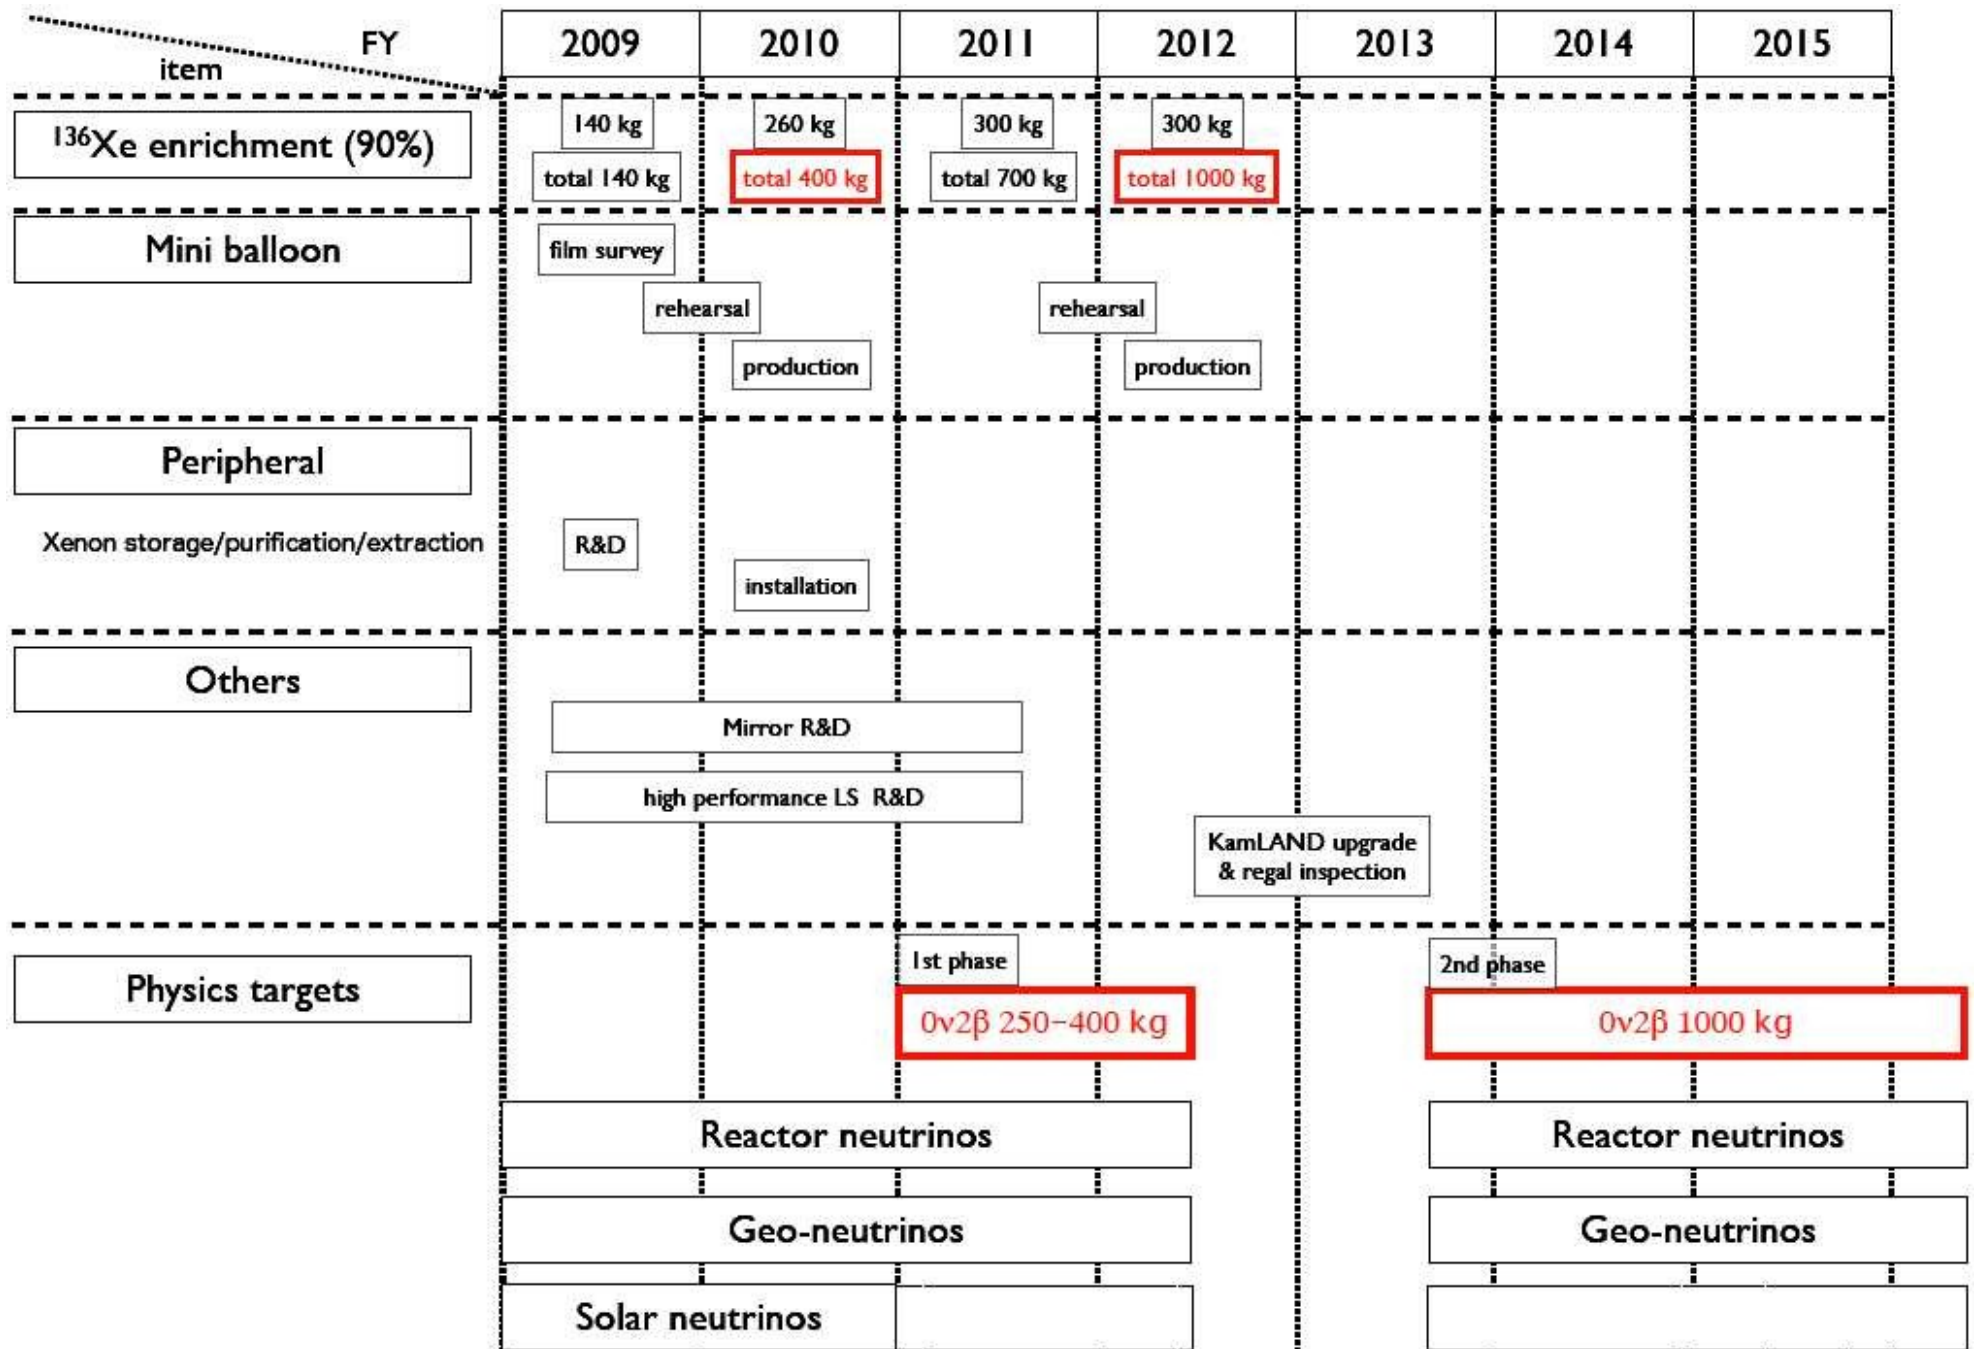 FY
item
2009 2010 2011 2012 2013 2014 2015
¹³⁶Xe enrichment (90%)
140 kg 260 kg 300 kg 300 kg
total 140 kg total 400 kg total 700 kg total 1000 kg
Mini balloon
film survey
rehearsal rehearsal
production production
Peripheral
Xenon storage/purification/extraction
R&D
installation
Others
Mirror R&D
high performance LS R&D
KamLAND upgrade
& regal inspection
Physics targets
1st phase 2nd phase
0ν2β 250−400 kg 0ν2β 1000 kg
Reactor neutrinos Reactor neutrinos
Geo-neutrinos Geo-neutrinos
Solar neutrinos